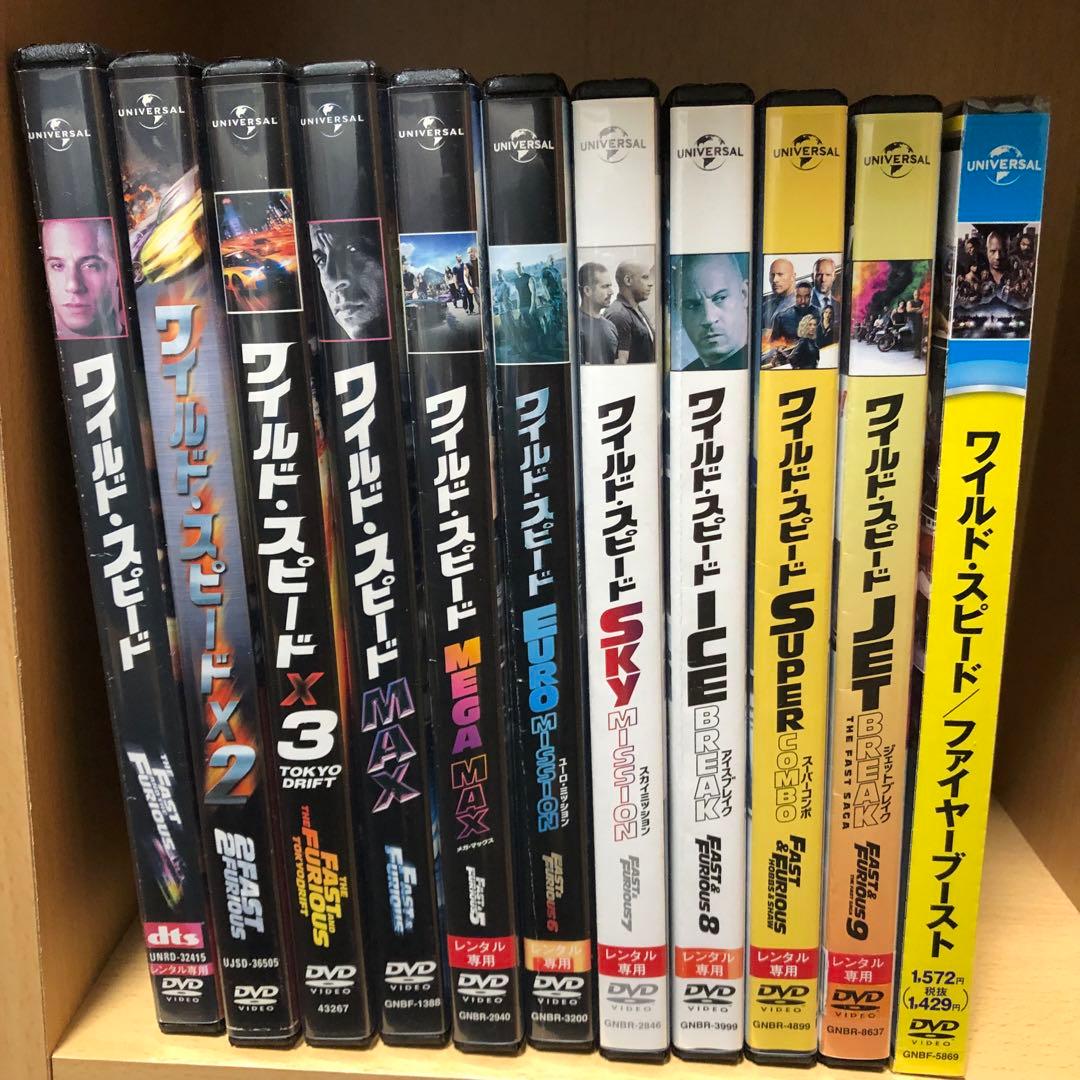 UNIVERSAL
ワイルド・スピード
THE FAST AND THE FURIOUS
dts
UNRD-32415
レンタル専用
DVD
VIDEO
UNIVERSAL
ワイルド・スピード X2
2 FAST 2 FURIOUS
UJSD-36505
DVD
VIDEO
UNIVERSAL
ワイルド・スピード X3
TOKYO DRIFT
THE FAST AND THE FURIOUS
TOKYO DRIFT
DVD
VIDEO
43267
UNIVERSAL
ワイルド・スピード MAX
FAST & FURIOUS
DVD
VIDEO
GNBF-1388
UNIVERSAL
ワイルド・スピード MEGA MAX
メガ・マックス
FAST & FURIOUS 5
レンタル専用
DVD
VIDEO
GNBR-2940
UNIVERSAL
ワイルド・スピード EURO MISSION
ユーロ・ミッション
FAST & FURIOUS 6
レンタル専用
DVD
VIDEO
GNBR-3200
UNIVERSAL
ワイルド・スピード SKY MISSION
スカイミッション
FAST & FURIOUS 7
レンタル専用
DVD
VIDEO
GNBR-2846
UNIVERSAL
ワイルド・スピード ICE BREAK
アイスブレイク
FAST & FURIOUS 8
レンタル専用
DVD
VIDEO
GNBR-3999
UNIVERSAL
ワイルド・スピード SUPER COMBO
スーパーコンボ
FAST & FURIOUS
HOBBS & SHAW
レンタル専用
DVD
VIDEO
GNBR-4899
UNIVERSAL
ワイルド・スピード JET BREAK
ジェットブレイク
THE FAST SAGA
FAST & FURIOUS 9
THE FAST SAGA
レンタル専用
DVD
VIDEO
GNBR-8637
UNIVERSAL
ワイルド・スピード/ファイヤーブースト
1,572円
税抜
(1,429円)
DVD
VIDEO
GNBF-5869